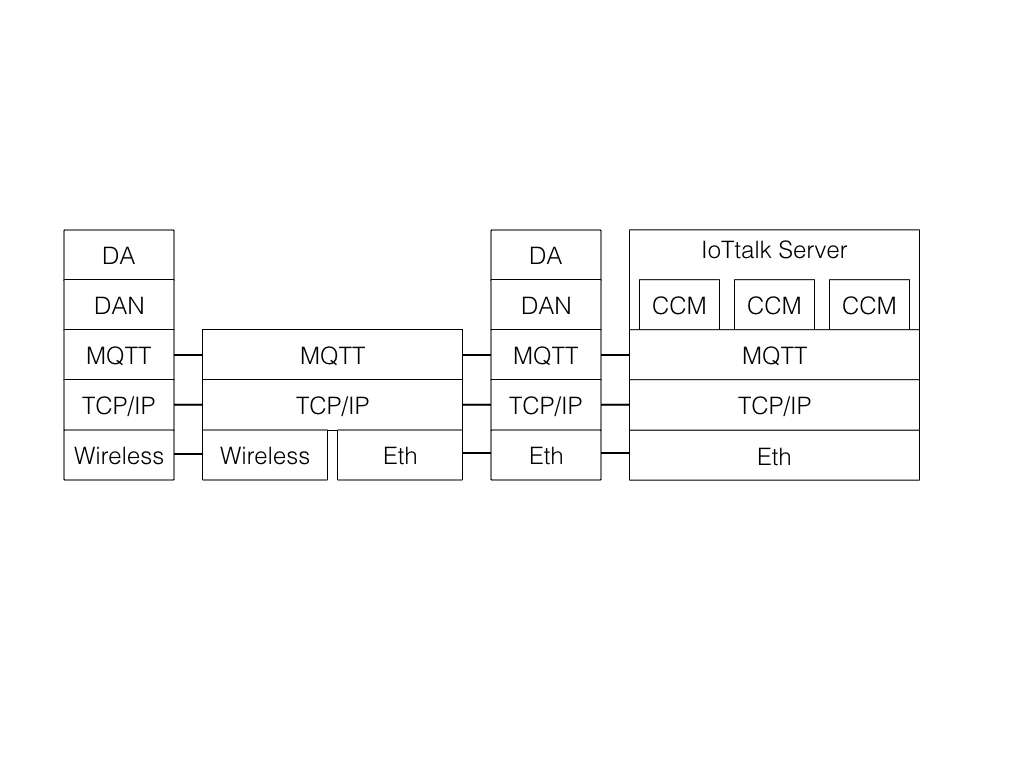 DA
DAN
MQTT
TCP/IP
Wireless
MQTT
TCP/IP
Wireless
Eth
DA
DAN
MQTT
TCP/IP
Eth
IoTtalk Server
CCM
CCM
CCM
MQTT
TCP/IP
Eth